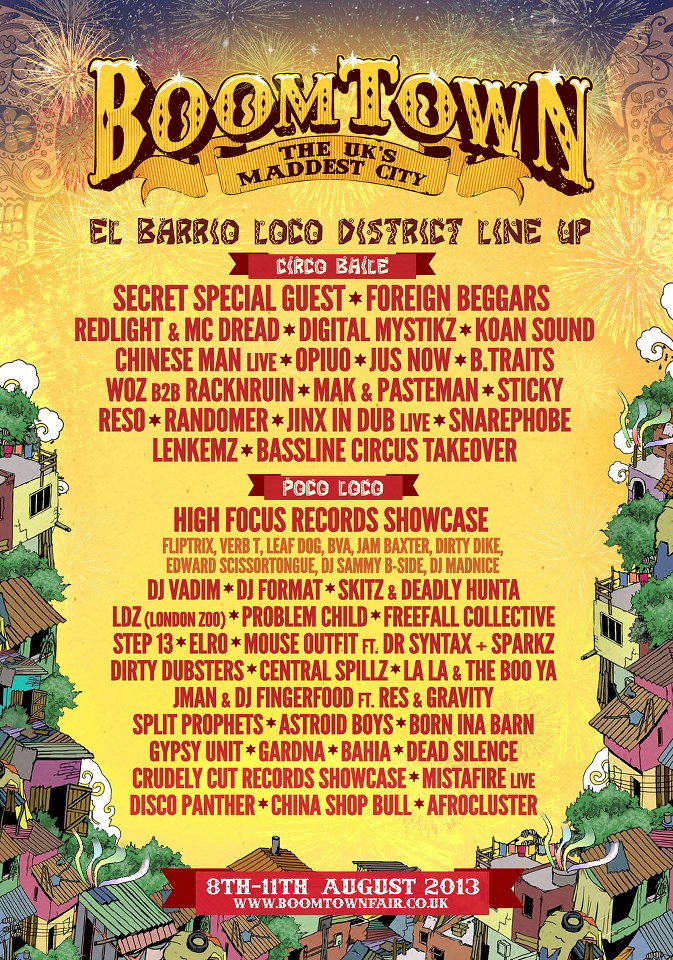 BOOMTOWN
THE UK'S
MADDEST CITY
EL BARRIO LOCO DISTRICT LINE UP
CIRCO BAILE
SECRET SPECIAL GUEST ★ FOREIGN BEGGARS
REDLIGHT & MC DREAD ★ DIGITAL MYSTIKZ ★ KOAN SOUND
CHINESE MAN LIVE ★ OPIUO ★ JUS NOW ★ B.TRAITS
WOZ B2B RACKNRUIN ★ MAK & PASTEMAN ★ STICKY
RESO ★ RANDOMER ★ JINX IN DUB LIVE ★ SNAREPHOBE
LENKEMZ ★ BASSLINE CIRCUS TAKEOVER
POCO LOCO
HIGH FOCUS RECORDS SHOWCASE
FLIPTRIX, VERB T, LEAF DOG, BVA, JAM BAXTER, DIRTY DIKE,
EDWARD SCISSORTONGUE, DJ SAMMY B-SIDE, DJ MADNICE
DJ VADIM ★ DJ FORMAT ★ SKITZ & DEADLY HUNTA
LDZ (LONDON ZOO) ★ PROBLEM CHILD ★ FREEFALL COLLECTIVE
STEP 13 ★ ELRO ★ MOUSE OUTFIT FT. DR SYNTAX + SPARKZ
DIRTY DUBSTERS ★ CENTRAL SPILLZ ★ LA LA & THE BOO YA
JMAN & DJ FINGERFOOD FT. RES & GRAVITY
SPLIT PROPHETS ★ ASTROID BOYS ★ BORN INA BARN
GYPSY UNIT ★ GARDNA ★ BAHIA ★ DEAD SILENCE
CRUDELY CUT RECORDS SHOWCASE ★ MISTAFIRE LIVE
DISCO PANTHER ★ CHINA SHOP BULL ★ AFROCLUSTER
8TH-11TH AUGUST 2013
WWW.BOOMTOWNFAIR.CO.UK